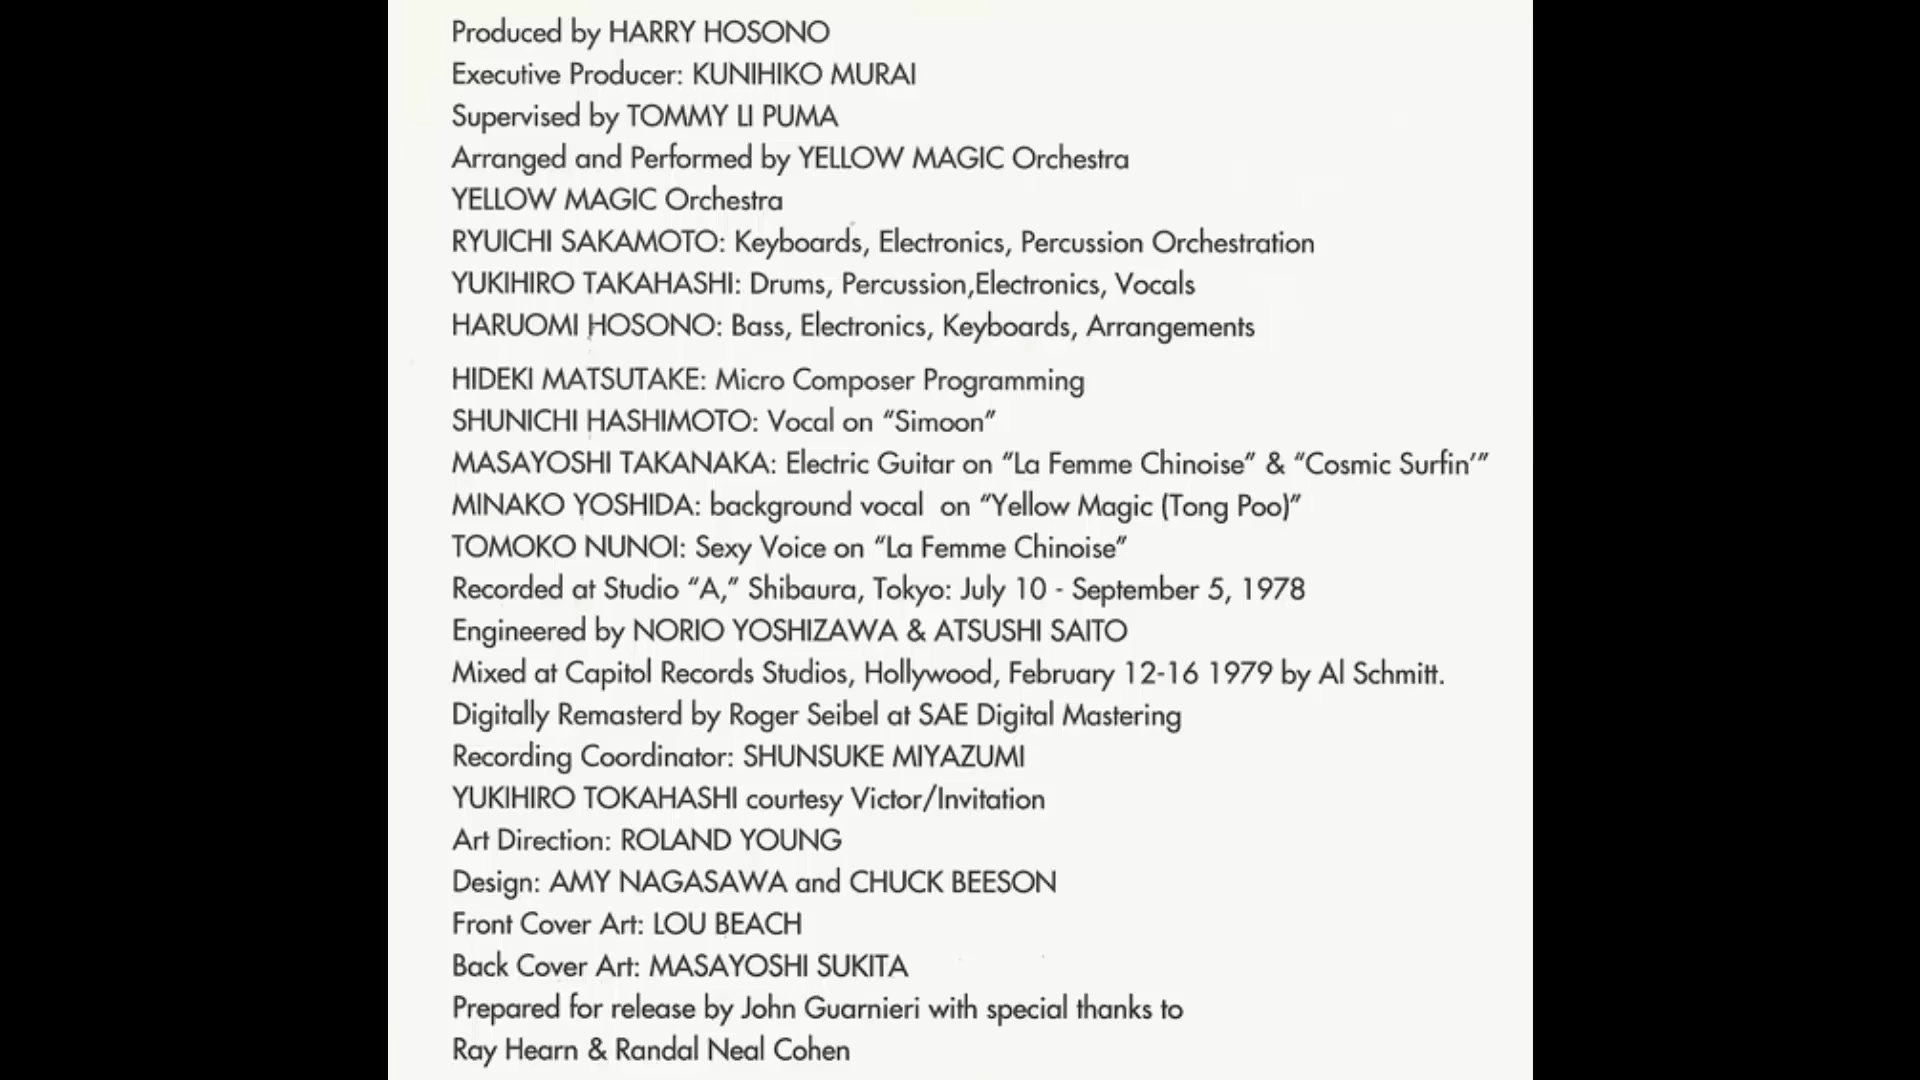 Produced by HARRY HOSONO
Executive Producer: KUNIHIKO MURAI
Supervised by TOMMY LI PUMA
Arranged and Performed by YELLOW MAGIC Orchestra
YELLOW MAGIC Orchestra
RYUICHI SAKAMOTO: Keyboards, Electronics, Percussion Orchestration
YUKIHIRO TAKAHASHI: Drums, Percussion,Electronics, Vocals
HARUOMI HOSONO: Bass, Electronics, Keyboards, Arrangements
HIDEKI MATSUTAKE: Micro Composer Programming
SHUNICHI HASHIMOTO: Vocal on “Simoon”
MASAYOSHI TAKANAKA: Electric Guitar on “La Femme Chinoise” & “Cosmic Surfin’”
MINAKO YOSHIDA: background vocal  on “Yellow Magic (Tong Poo)”
TOMOKO NUNOI: Sexy Voice on “La Femme Chinoise”
Recorded at Studio “A,” Shibaura, Tokyo: July 10 - September 5, 1978
Engineered by NORIO YOSHIZAWA & ATSUSHI SAITO
Mixed at Capitol Records Studios, Hollywood, February 12-16 1979 by Al Schmitt.
Digitally Remasterd by Roger Seibel at SAE Digital Mastering
Recording Coordinator: SHUNSUKE MIYAZUMI
YUKIHIRO TOKAHASHI courtesy Victor/Invitation
Art Direction: ROLAND YOUNG
Design: AMY NAGASAWA and CHUCK BEESON
Front Cover Art: LOU BEACH
Back Cover Art: MASAYOSHI SUKITA
Prepared for release by John Guarnieri with special thanks to
Ray Hearn & Randal Neal Cohen